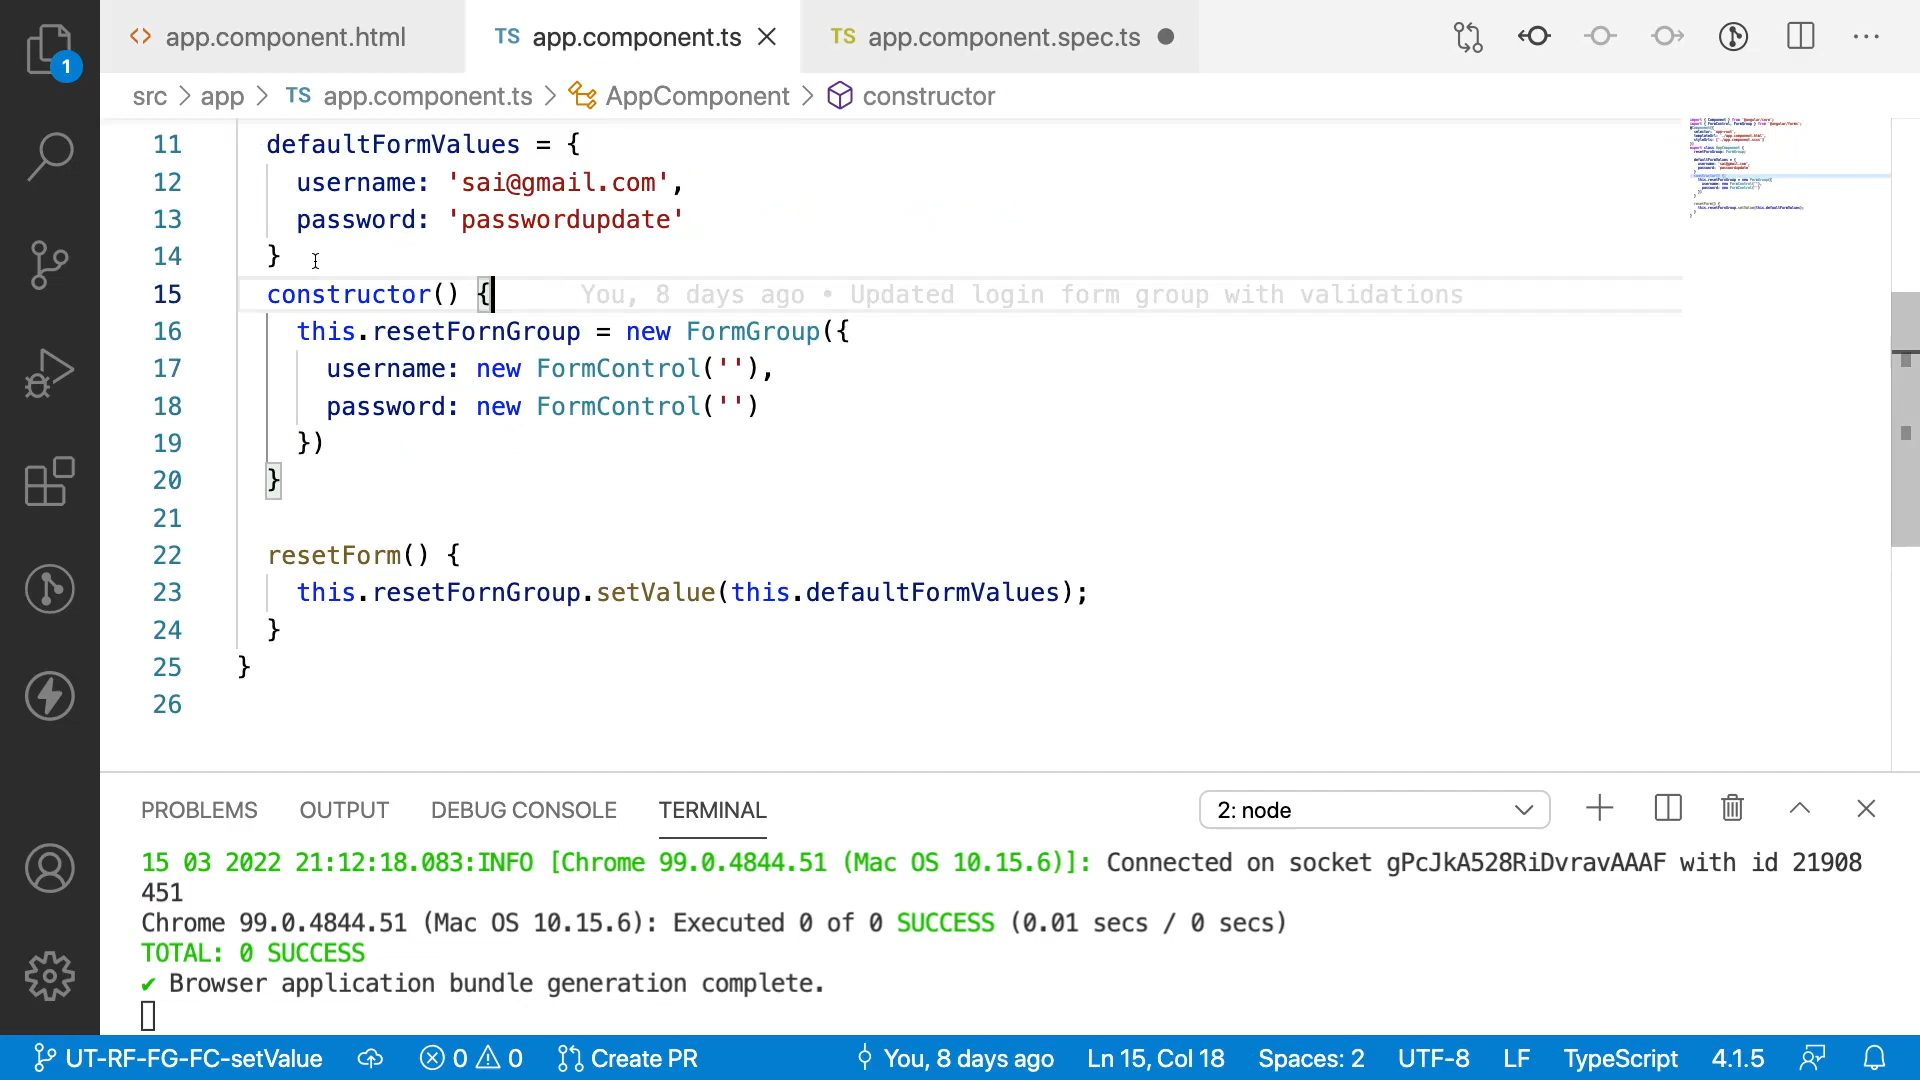 <> app.component.html
TS app.component.ts
TS app.component.spec.ts
1
src > app > TS app.component.ts > AppComponent > constructor
11 defaultFormValues = {
12 username: 'sai@gmail.com',
13 password: 'passwordupdate'
14 }
15 constructor() { You, 8 days ago • Updated login form group with validations
16 this.resetFornGroup = new FormGroup({
17 username: new FormControl(''),
18 password: new FormControl('')
19 })
20 }
21
22 resetForm() {
23 this.resetFornGroup.setValue(this.defaultFormValues);
24 }
25 }
26
PROBLEMS OUTPUT DEBUG CONSOLE TERMINAL 2: node
15 03 2022 21:12:18.083:INFO [Chrome 99.0.4844.51 (Mac OS 10.15.6)]: Connected on socket gPcJkA528RiDvravAAAF with id 21908
451
Chrome 99.0.4844.51 (Mac OS 10.15.6): Executed 0 of 0 SUCCESS (0.01 secs / 0 secs)
TOTAL: 0 SUCCESS
✔ Browser application bundle generation complete.
UT-RF-FG-FC-setValue 0 0 Create PR You, 8 days ago Ln 15, Col 18 Spaces: 2 UTF-8 LF TypeScript 4.1.5